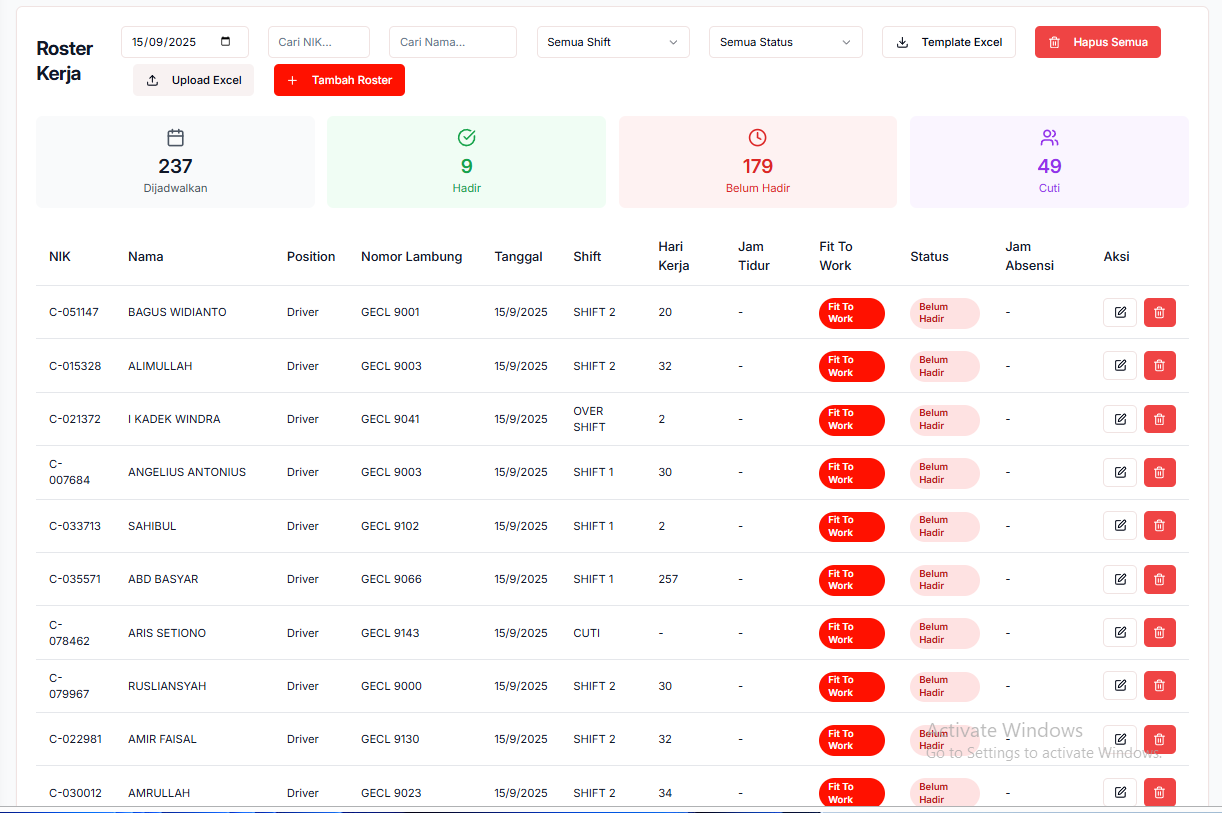 Roster
Kerja
15/09/2025
Cari NIK...
Cari Nama...
Semua Shift
Semua Status
Template Excel
Hapus Semua
Upload Excel
Tambah Roster
237
Dijadwalkan
9
Hadir
179
Belum Hadir
49
Cuti
NIK Nama Position Nomor Lambung Tanggal Shift Hari Kerja Jam Tidur Fit To Work Status Jam Absensi Aksi
C-051147 BAGUS WIDIANTO Driver GECL 9001 15/9/2025 SHIFT 2 20 - Fit To Work Belum Hadir -
C-015328 ALIMULLAH Driver GECL 9003 15/9/2025 SHIFT 2 32 - Fit To Work Belum Hadir -
C-021372 I KADEK WINDRA Driver GECL 9041 15/9/2025 OVER SHIFT 2 - Fit To Work Belum Hadir -
C-007684 ANGELIUS ANTONIUS Driver GECL 9003 15/9/2025 SHIFT 1 30 - Fit To Work Belum Hadir -
C-033713 SAHIBUL Driver GECL 9102 15/9/2025 SHIFT 1 2 - Fit To Work Belum Hadir -
C-035571 ABD BASYAR Driver GECL 9066 15/9/2025 SHIFT 1 257 - Fit To Work Belum Hadir -
C-078462 ARIS SETIONO Driver GECL 9143 15/9/2025 CUTI - - Fit To Work Belum Hadir -
C-079967 RUSLIANSYAH Driver GECL 9000 15/9/2025 SHIFT 2 30 - Fit To Work Belum Hadir -
C-022981 AMIR FAISAL Driver GECL 9130 15/9/2025 SHIFT 2 32 - Fit To Work Belum Hadir -
C-030012 AMRULLAH Driver GECL 9023 15/9/2025 SHIFT 2 34 - Fit To Work Belum Hadir -
Activate Windows
Go to Settings to activate Windows.